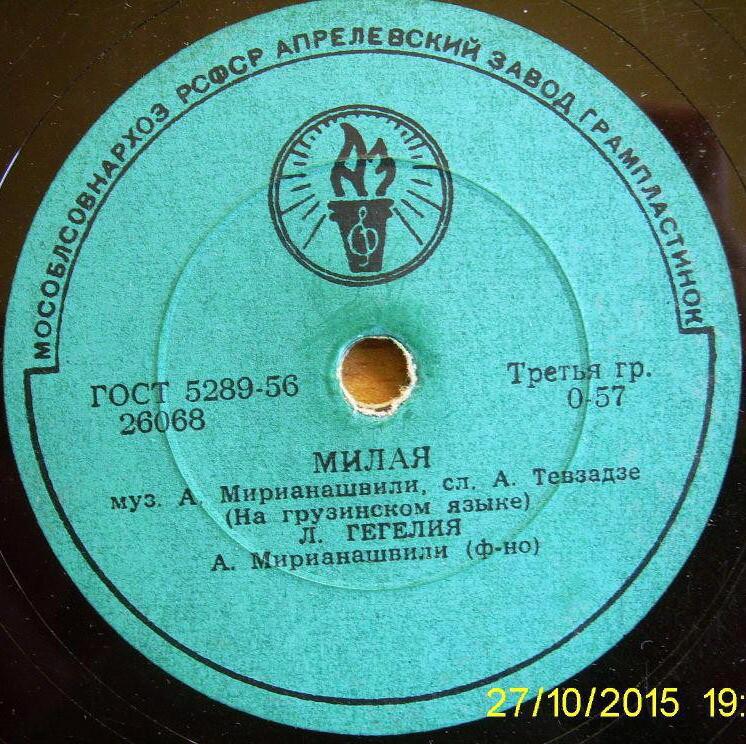 МОСОБЛСОВНАРХОЗ РСФСР АПРЕЛЕВСКИЙ ЗАВОД ГРАМПЛАСТИНОК
ГОСТ 5289-56
26068
Третья гр.
0-57
МИЛАЯ
муз. А. Мирианашвили, сл. А. Тевзадзе
(На грузинском языке)
Л. ГЕГЕЛИЯ
А. Мирианашвили (ф-но)
27/10/2015 19: